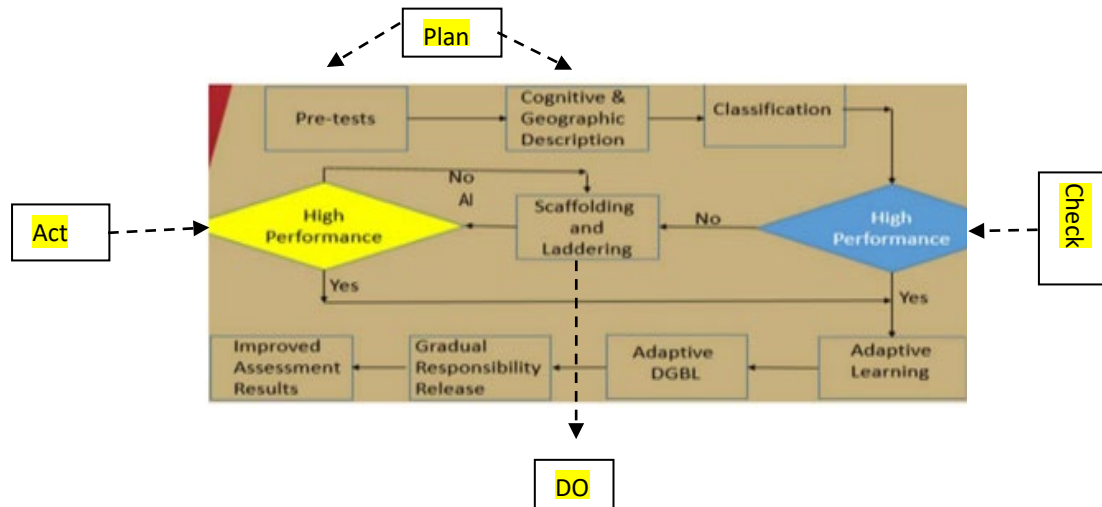 Plan
Pre-tests
Cognitive &
Geographic
Description
Classification
No
AI
High
Performance
Scaffolding
and
Laddering
No
High
Performance
Act
Check
Yes
Yes
Improved
Assessment
Results
Gradual
Responsibility
Release
Adaptive
DGBL
Adaptive
Learning
DO